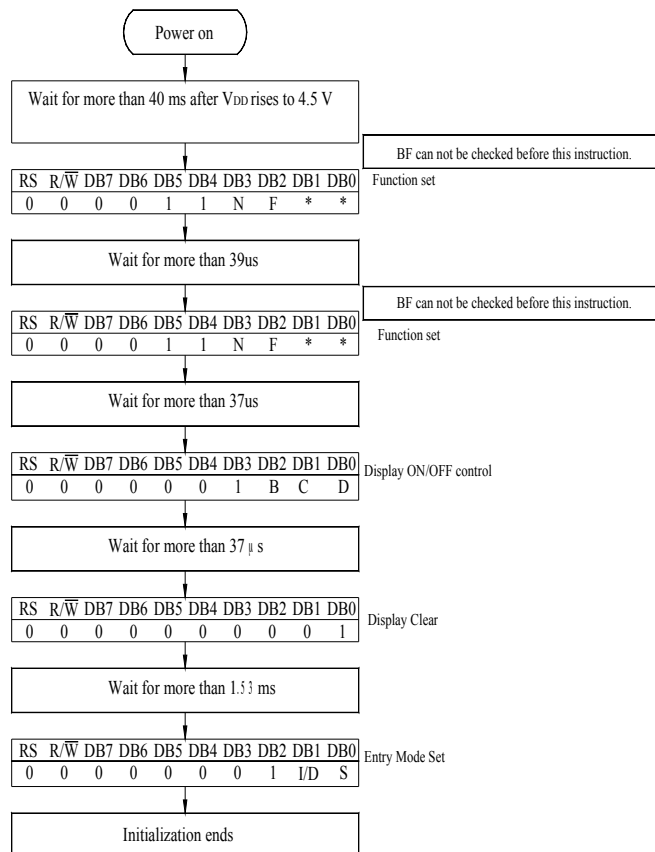 Power on
Wait for more than 40 ms after VDD rises to 4.5 V
BF can not be checked before this instruction.
RS R/W̅ DB7 DB6 DB5 DB4 DB3 DB2 DB1 DB0
Function set
0 0 0 0 1 1 N F * *
Wait for more than 39us
BF can not be checked before this instruction.
RS R/W̅ DB7 DB6 DB5 DB4 DB3 DB2 DB1 DB0
0 0 0 0 1 1 N F * *
Function set
Wait for more than 37us
RS R/W̅ DB7 DB6 DB5 DB4 DB3 DB2 DB1 DB0
Display ON/OFF control
0 0 0 0 0 0 1 B C D
Wait for more than 37 μ s
RS R/W̅ DB7 DB6 DB5 DB4 DB3 DB2 DB1 DB0
Display Clear
0 0 0 0 0 0 0 0 0 1
Wait for more than 1.53 ms
RS R/W̅ DB7 DB6 DB5 DB4 DB3 DB2 DB1 DB0
Entry Mode Set
0 0 0 0 0 0 0 1 I/D S
Initialization ends